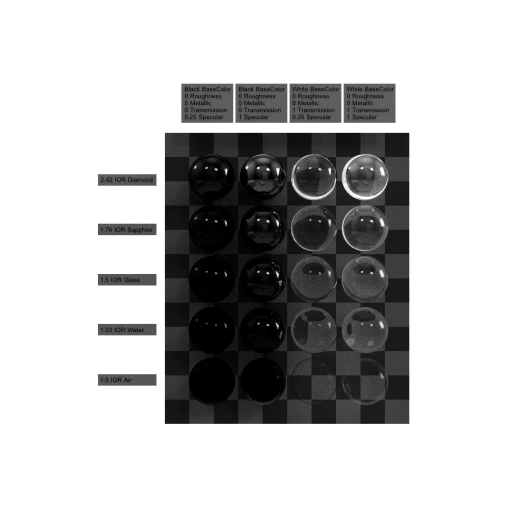 Black BaseColor
0 Roughness
0 Metallic
0 Transmission
0.25 Specular
Black BaseColor
0 Roughness
0 Metallic
0 Transmission
1 Specular
White BaseColor
0 Roughness
0 Metallic
1 Transmission
0.25 Specular
White BaseColor
0 Roughness
0 Metallic
1 Transmission
1 Specular
2.42 IOR Diamond
1.76 IOR Sapphire
1.5 IOR Glass
1.33 IOR Water
1.0 IOR Air